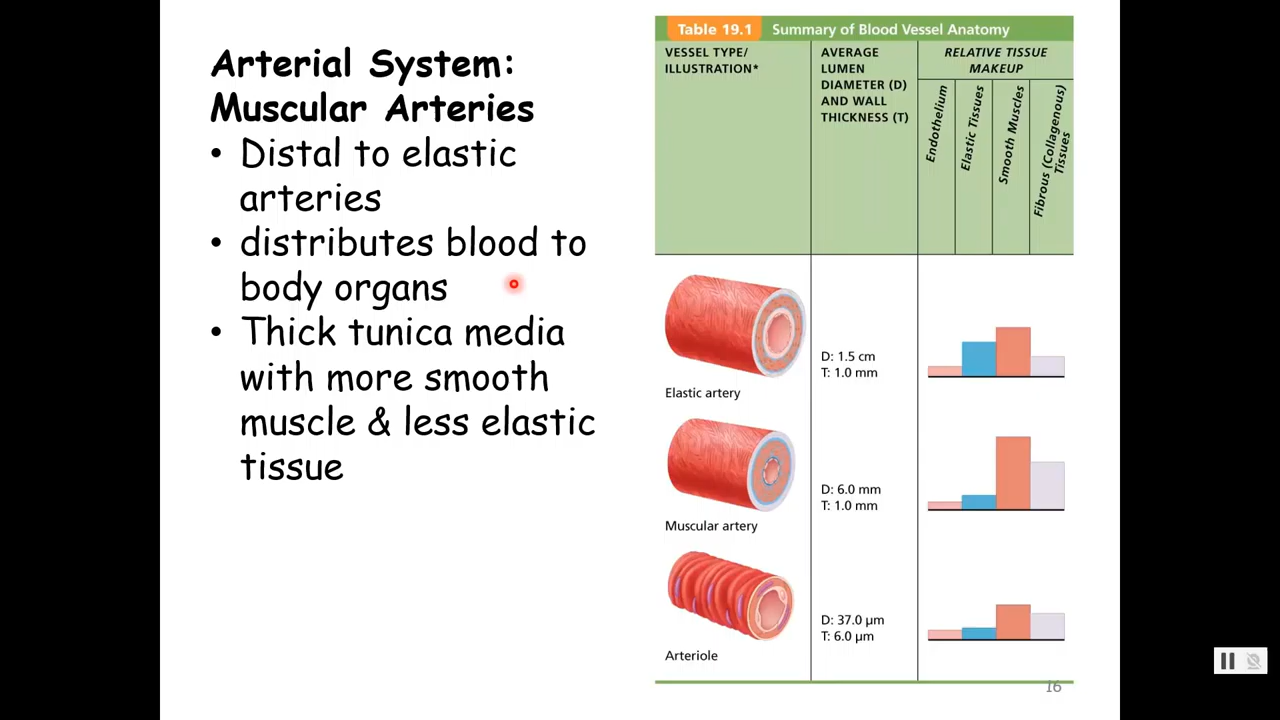 Arterial System:
Muscular Arteries
• Distal to elastic
arteries
• distributes blood to
body organs
• Thick tunica media
with more smooth
muscle & less elastic
tissue
Table 19.1 Summary of Blood Vessel Anatomy
VESSEL TYPE/
ILLUSTRATION*
AVERAGE
LUMEN
DIAMETER (D)
AND WALL
THICKNESS (T)
RELATIVE TISSUE
MAKEUP
Endothelium
Elastic Tissues
Smooth Muscles
Fibrous (Collagenous)
Tissues
D: 1.5 cm
T: 1.0 mm
Elastic artery
D: 6.0 mm
T: 1.0 mm
Muscular artery
D: 37.0 µm
T: 6.0 µm
Arteriole
16